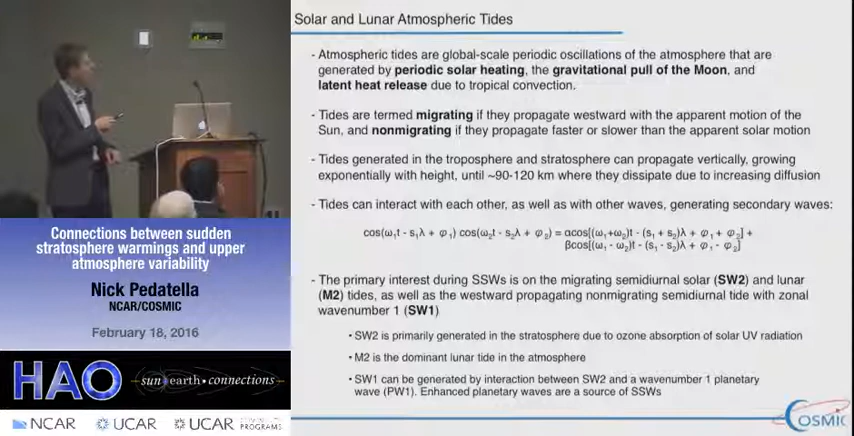 Solar and Lunar Atmospheric Tides
- Atmospheric tides are global-scale periodic oscillations of the atmosphere that are
generated by periodic solar heating, the gravitational pull of the Moon, and
latent heat release due to tropical convection.
- Tides are termed migrating if they propagate westward with the apparent motion of the
Sun, and nonmigrating if they propagate faster or slower than the apparent solar motion
- Tides generated in the troposphere and stratosphere can propagate vertically, growing
exponentially with height, until ~90-120 km where they dissipate due to increasing diffusion
- Tides can interact with each other, as well as with other waves, generating secondary waves:
cos(ω₁t - s₁λ + φ₁) cos(ω₂t - s₂λ + φ₂) = αcos[(ω₁+ω₂)t - (s₁ + s₂)λ + φ₁ + φ₂] +
βcos[(ω₁ - ω₂)t - (s₁ - s₂)λ + φ₁ - φ₂]
- The primary interest during SSWs is on the migrating semidiurnal solar (SW2) and lunar
(M2) tides, as well as the westward propagating nonmigrating semidiurnal tide with zonal
wavenumber 1 (SW1)
• SW2 is primarily generated in the stratosphere due to ozone absorption of solar UV radiation
• M2 is the dominant lunar tide in the atmosphere
• SW1 can be generated by interaction between SW2 and a wavenumber 1 planetary
wave (PW1). Enhanced planetary waves are a source of SSWs
COSMIC
Connections between sudden
stratosphere warmings and upper
atmosphere variability
Nick Pedatella
NCAR/COSMIC
February 18, 2016
HAO sun•earth•connections
NCAR UCAR UCAR COMMUNITY
PROGRAMS